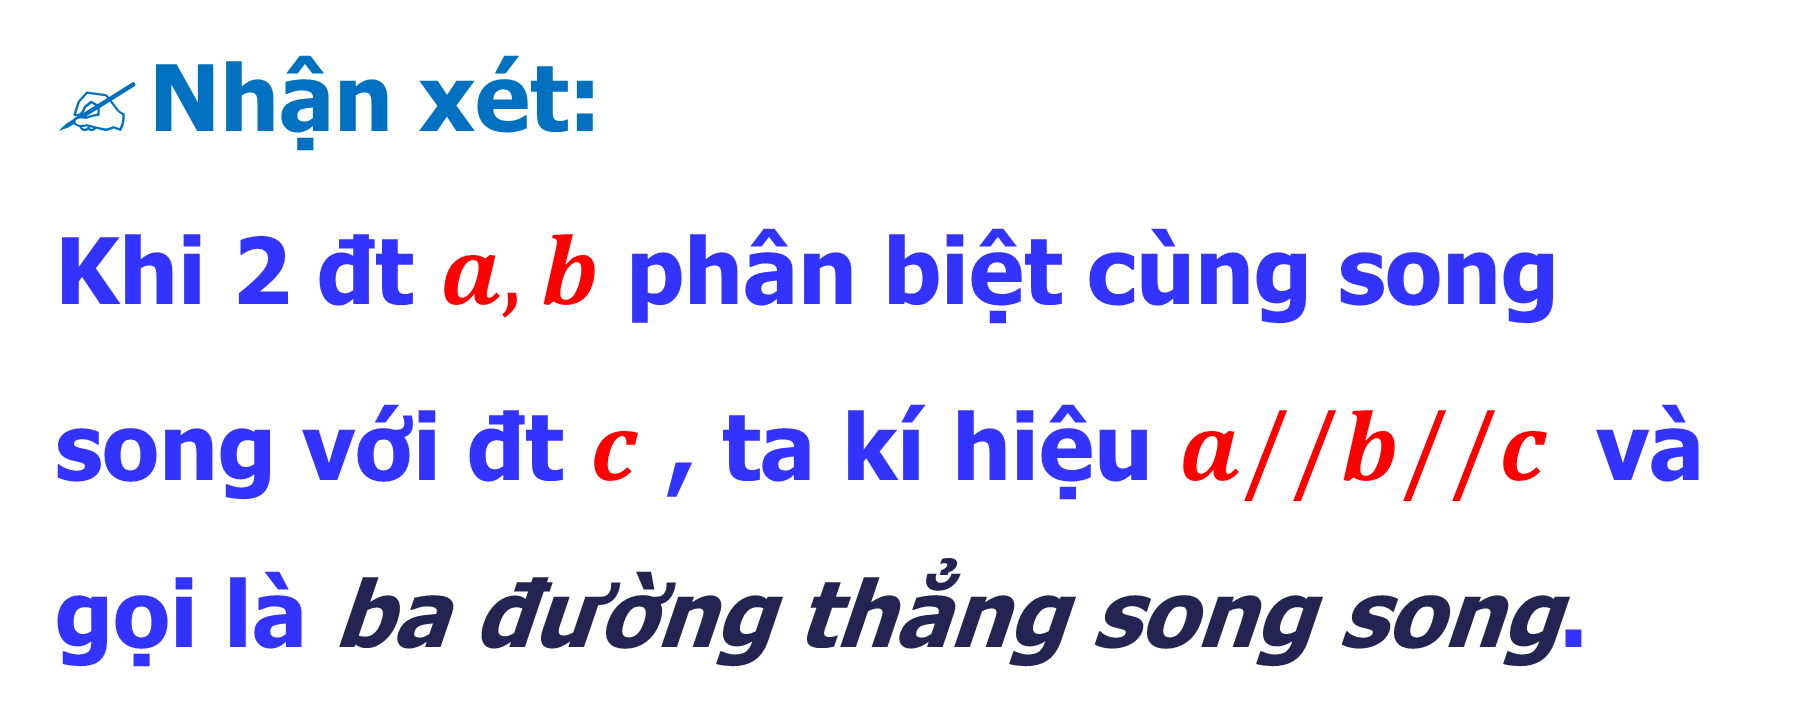 ✍Nhận xét:
Khi 2 đt a, b phân biệt cùng song
song với đt c , ta kí hiệu a//b//c và
gọi là ba đường thẳng song song.